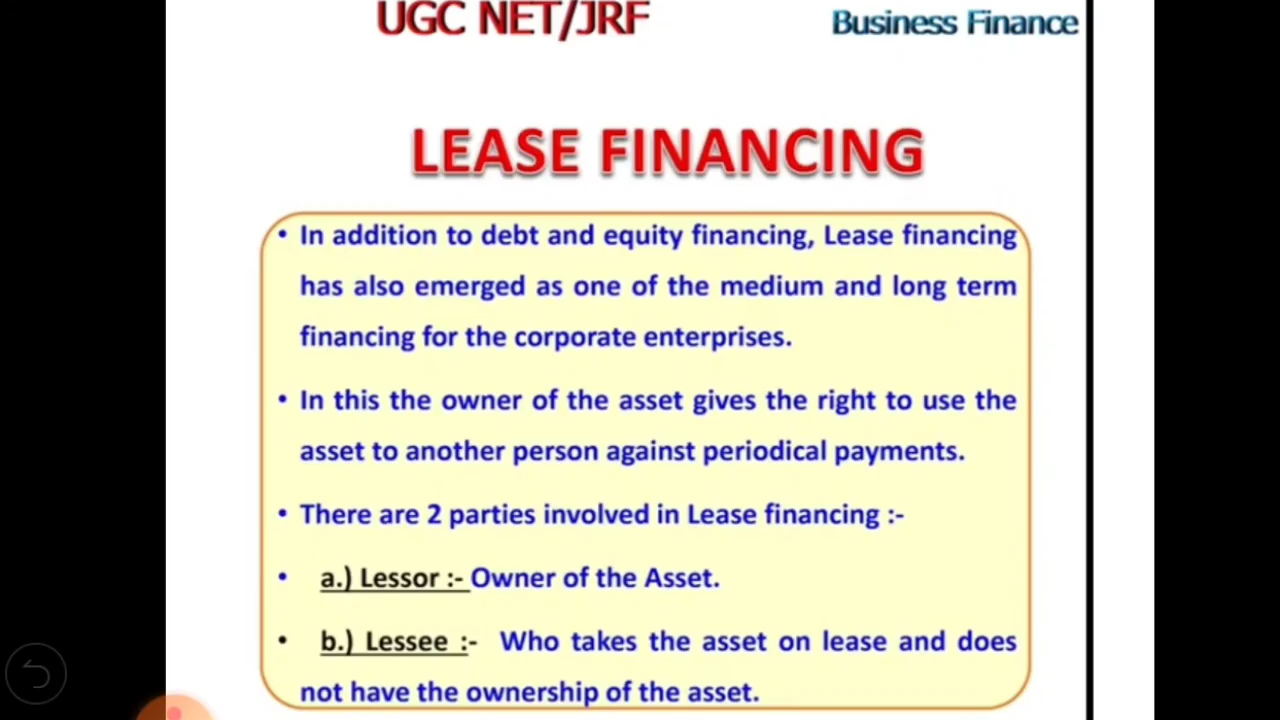 UGC NET/JRF Business Finance
LEASE FINANCING
• In addition to debt and equity financing, Lease financing
has also emerged as one of the medium and long term
financing for the corporate enterprises.
• In this the owner of the asset gives the right to use the
asset to another person against periodical payments.
• There are 2 parties involved in Lease financing :-
• a.) Lessor :- Owner of the Asset.
• b.) Lessee :- Who takes the asset on lease and does
not have the ownership of the asset.